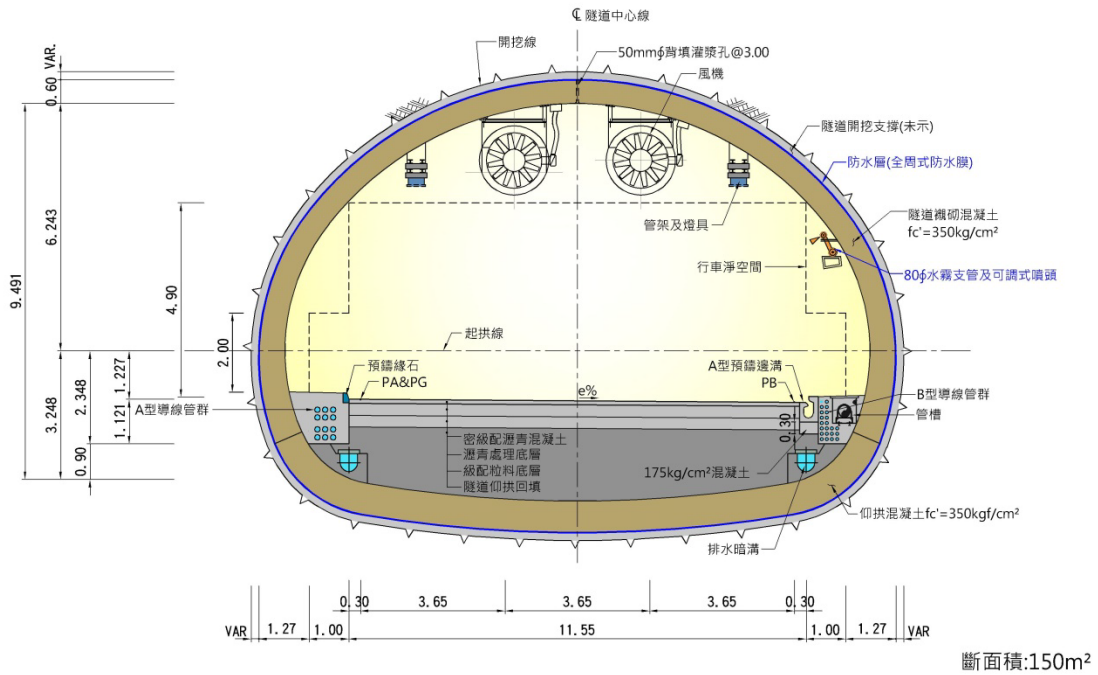 ℄ 隧道中心線
開挖線
50mmϕ背填灌漿孔@3.00
風機
隧道開挖支撐(未示)
防水層(全周式防水膜)
隧道襯砌混凝土
fc'=350kg/cm²
管架及燈具
行車淨空間
80ϕ水霧支管及可調式噴頭
起拱線
預鑄緣石
PA&PG
e%
A型預鑄邊溝
PB
A型導線管群
B型導線管群
管槽
密級配瀝青混凝土
瀝青處理底層
級配粒料底層
隧道仰拱回填
175kg/cm²混凝土
仰拱混凝土fc'=350kgf/cm²
排水暗溝
VAR.
0.60
6.243
9.491
4.90
2.00
1.227
2.348
3.248
1.121
0.90
0.30
0.30
3.65
3.65
3.65
0.30
VAR
1.27
1.00
11.55
1.00
1.27
VAR
斷面積:150m²